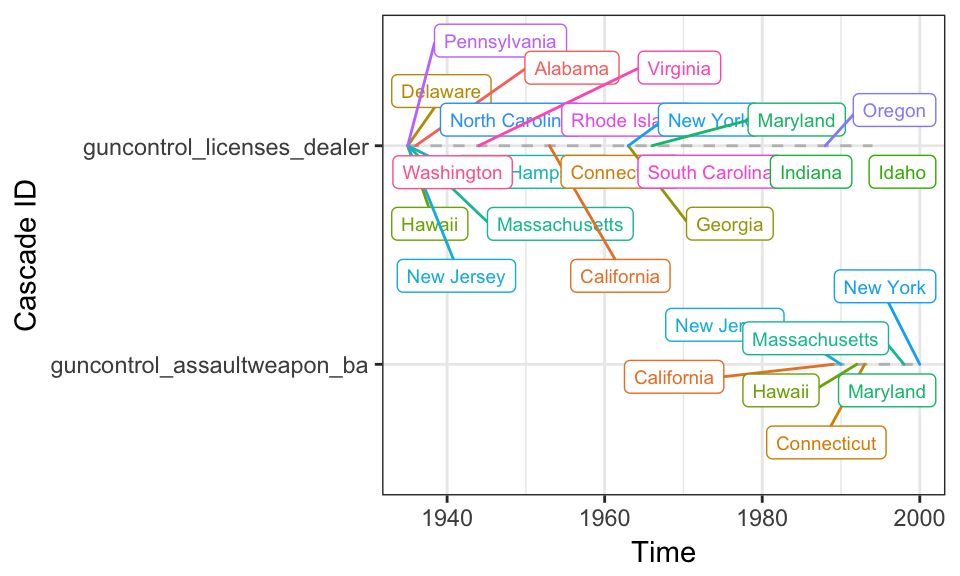 Pennsylvania
Alabama
Virginia
Delaware
North Carolin
Rhode Isla
New York
Maryland
Oregon
guncontrol_licenses_dealer
Washington
Hamp
Connec
South Carolina
Indiana
Idaho
Hawaii
Massachusetts
Georgia
New Jersey
California
New York
New Jer
Massachusetts
guncontrol_assaultweapon_ba
California
Hawaii
Maryland
Connecticut
Cascade ID
1940
1960
1980
2000
Time